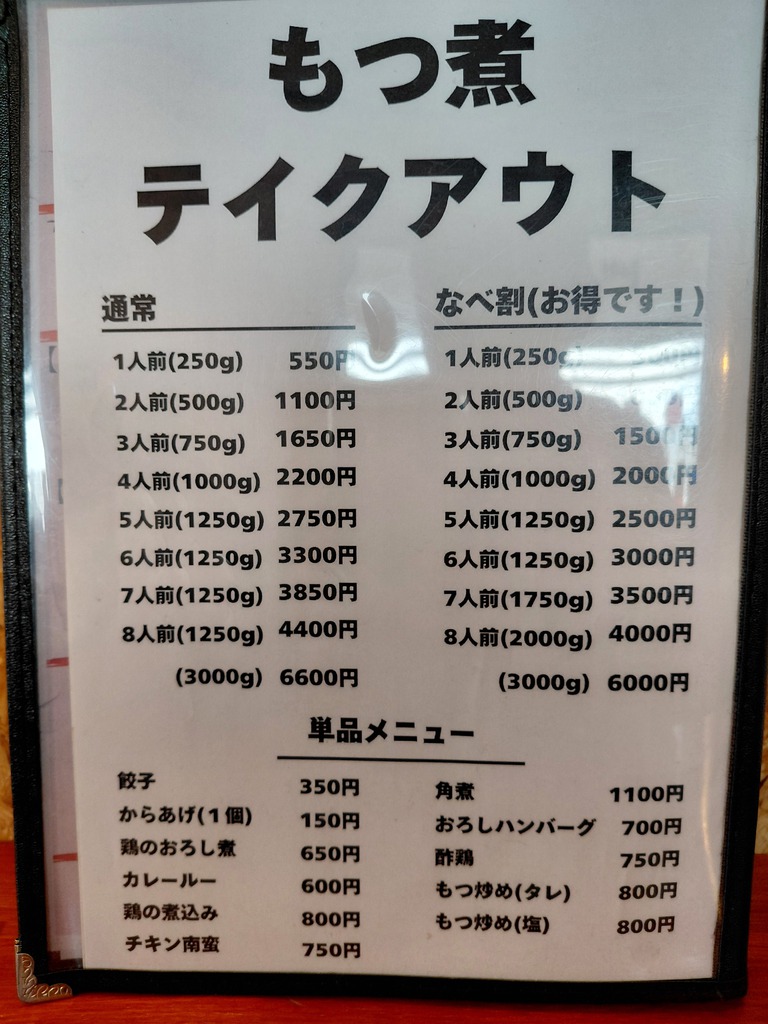 もつ煮
テイクアウト
通常
1人前(250g) 550円
2人前(500g) 1100円
3人前(750g) 1650円
4人前(1000g) 2200円
5人前(1250g) 2750円
6人前(1250g) 3300円
7人前(1250g) 3850円
8人前(1250g) 4400円
(3000g) 6600円
なべ割(お得です！)
1人前(250g)
2人前(500g)
3人前(750g) 1500円
4人前(1000g) 2000円
5人前(1250g) 2500円
6人前(1250g) 3000円
7人前(1750g) 3500円
8人前(2000g) 4000円
(3000g) 6000円
単品メニュー
餃子 350円
からあげ(１個) 150円
鶏のおろし煮 650円
カレールー 600円
鶏の煮込み 800円
チキン南蛮 750円
角煮 1100円
おろしハンバーグ 700円
酢鶏 750円
もつ炒め(タレ) 800円
もつ炒め(塩) 800円